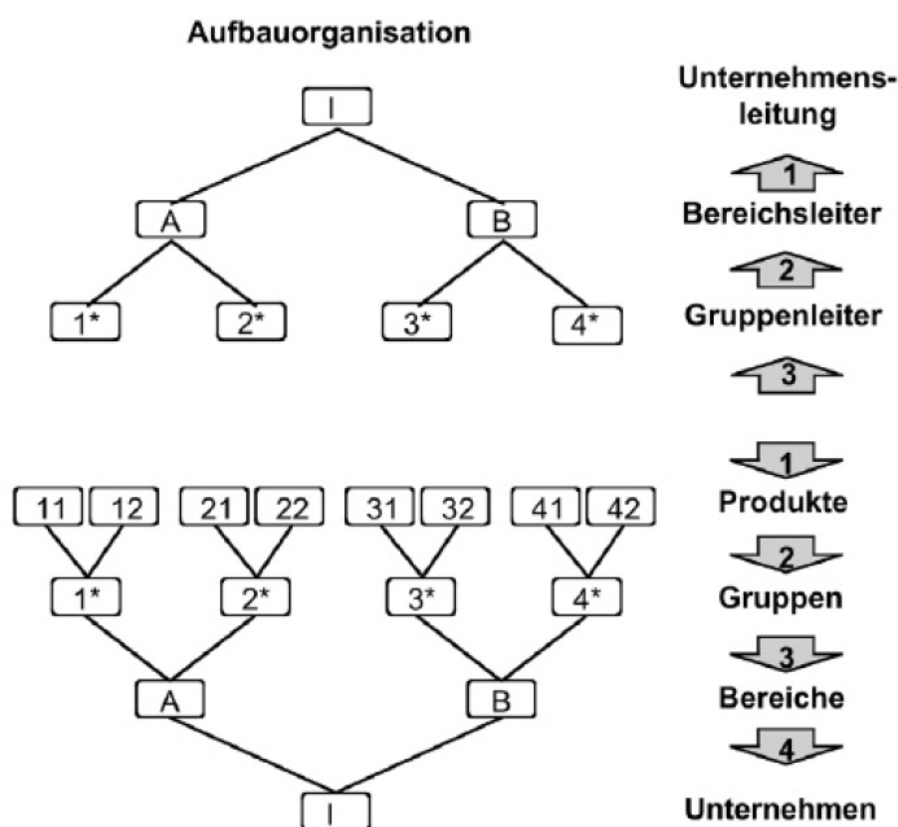 Aufbauorganisation
I
Unternehmens-
leitung
1
A B Bereichsleiter
2
1* 2* 3* 4* Gruppenleiter
3
1
11 12 21 22 31 32 41 42 Produkte
2
1* 2* 3* 4* Gruppen
3
A B Bereiche
4
I Unternehmen